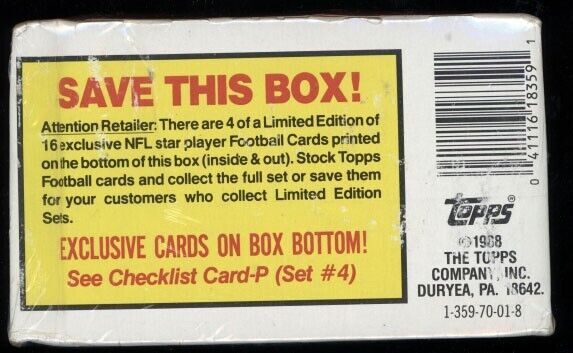 SAVE THIS BOX!
Attention Retailer: There are 4 of a Limited Edition of
16 exclusive NFL star player Football Cards printed
on the bottom of this box (inside & out). Stock Topps
Football cards and collect the full set or save them
for your customers who collect Limited Edition
Sets.
EXCLUSIVE CARDS ON BOX BOTTOM!
See Checklist Card-P (Set #4)
0 41116 18359 1
Topps®
©1988
THE TOPPS
COMPANY, INC.
DURYEA, PA. 18642.
1-359-70-01-8